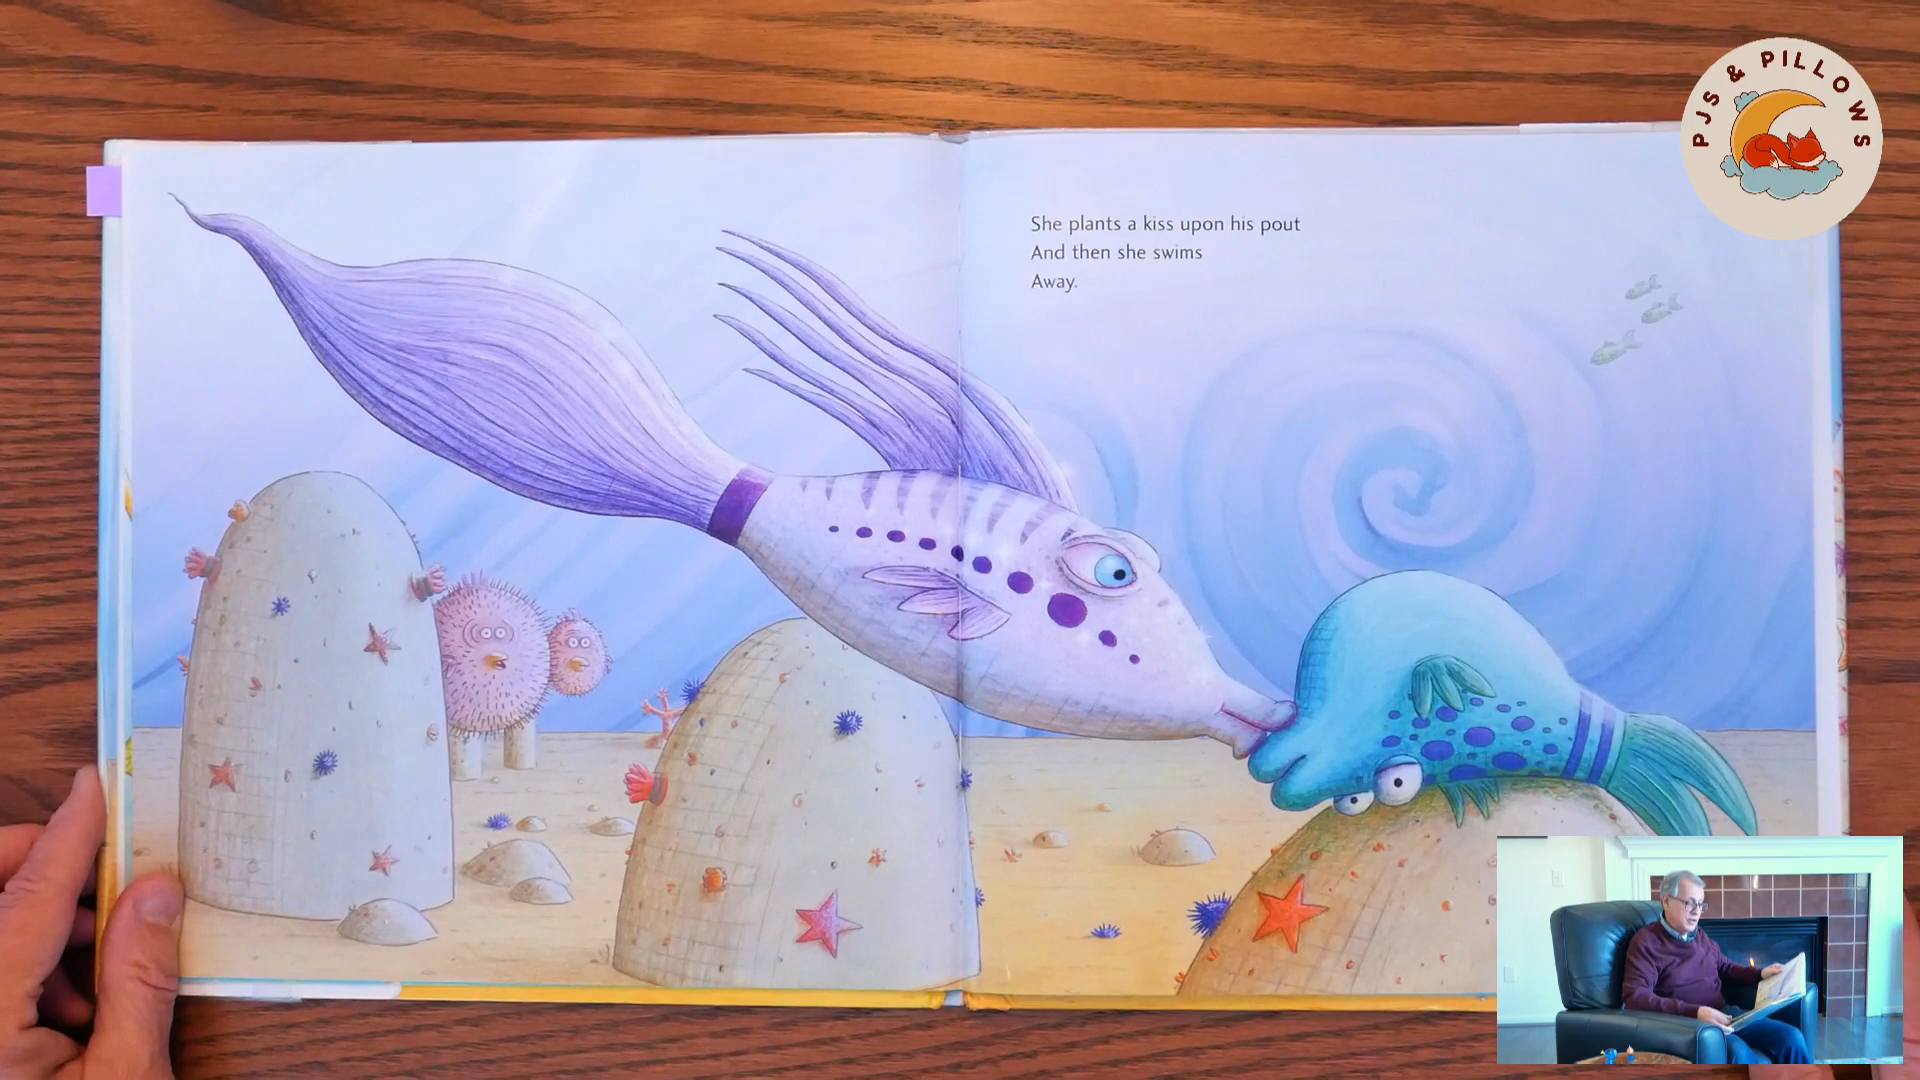 PJS & PILLOWS
She plants a kiss upon his pout
And then she swims
Away.